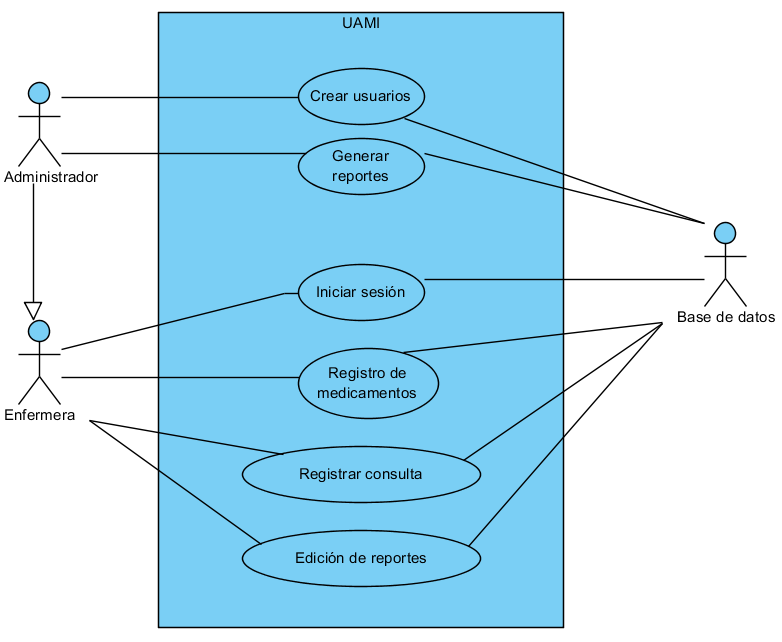 UAMI
Crear usuarios
Generar
reportes
Administrador
Iniciar sesión
Base de datos
Registro de
medicamentos
Enfermera
Registrar consulta
Edición de reportes